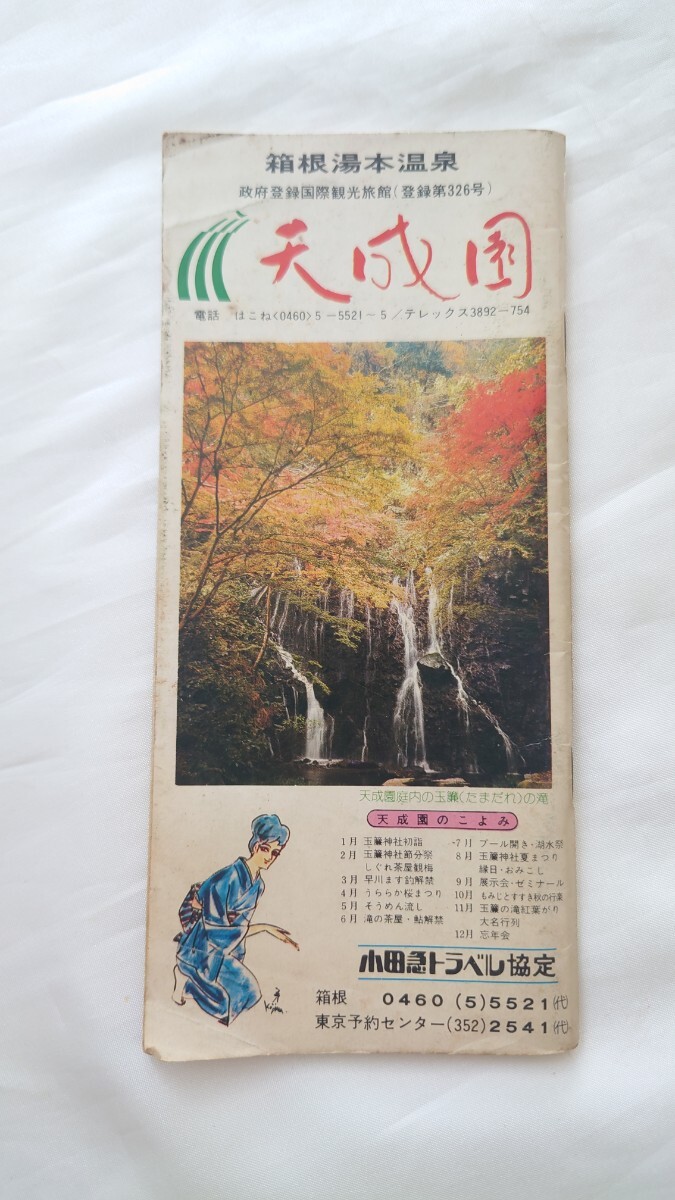 箱根湯本温泉
政府登録国際観光旅館(登録第326号)
天成園
電話 はこね<0460>5-5521~5/テレックス3892-754
天成園庭内の玉簾(たまだれ)の滝
天成園のこよみ
1月 玉簾神社初詣
2月 玉簾神社節分祭
しぐれ茶屋観梅
3月 早川ます釣解禁
4月 うららか桜まつり
5月 そうめん流し
6月 滝の茶屋・鮎解禁
7月 プール開き・湖水祭
8月 玉簾神社夏まつり
縁日・おみこし
9月 展示会・ゼミナール
10月 もみじとすすき秋の行楽
11月 玉簾の滝紅葉がり
大名行列
12月 忘年会
小田急トラベル協定
箱根 0460(5)5521(代)
東京予約センター(352)2541(代)